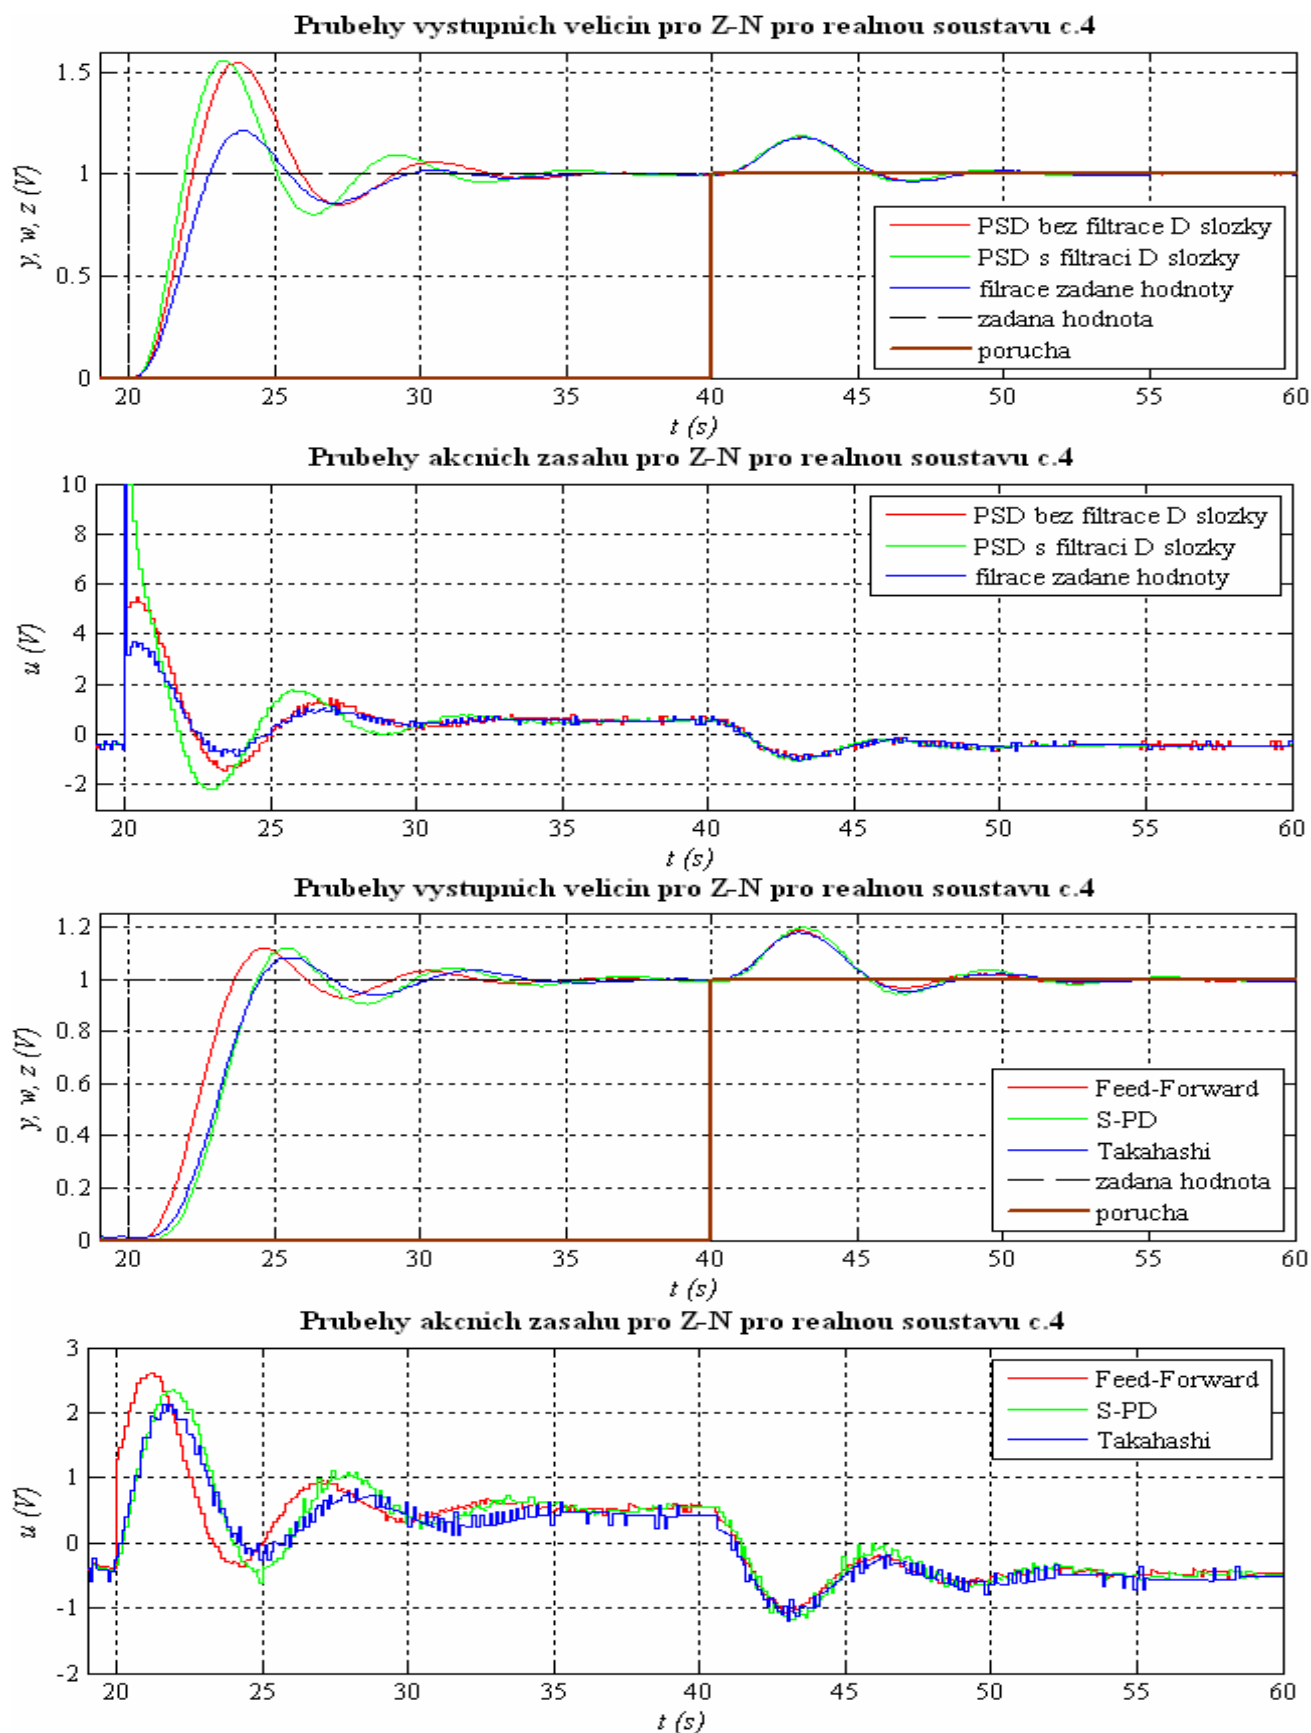 Prubehy vystupnich velicin pro Z-N pro realnou soustavu c.4
1.5
1
0.5
0
y, w, z (V)
PSD bez filtrace D slozky
PSD s filtraci D slozky
filrace zadane hodnoty
zadana hodnota
porucha
20 25 30 35 40 45 50 55 60
t (s)
Prubehy akcnich zasahu pro Z-N pro realnou soustavu c.4
10
8
6
4
2
0
-2
u (V)
PSD bez filtrace D slozky
PSD s filtraci D slozky
filrace zadane hodnoty
20 25 30 35 40 45 50 55 60
t (s)
Prubehy vystupnich velicin pro Z-N pro realnou soustavu c.4
1.2
1
0.8
0.6
0.4
0.2
0
y, w, z (V)
Feed-Forward
S-PD
Takahashi
zadana hodnota
porucha
20 25 30 35 40 45 50 55 60
t (s)
Prubehy akcnich zasahu pro Z-N pro realnou soustavu c.4
3
2
1
0
-1
-2
u (V)
Feed-Forward
S-PD
Takahashi
20 25 30 35 40 45 50 55 60
t (s)